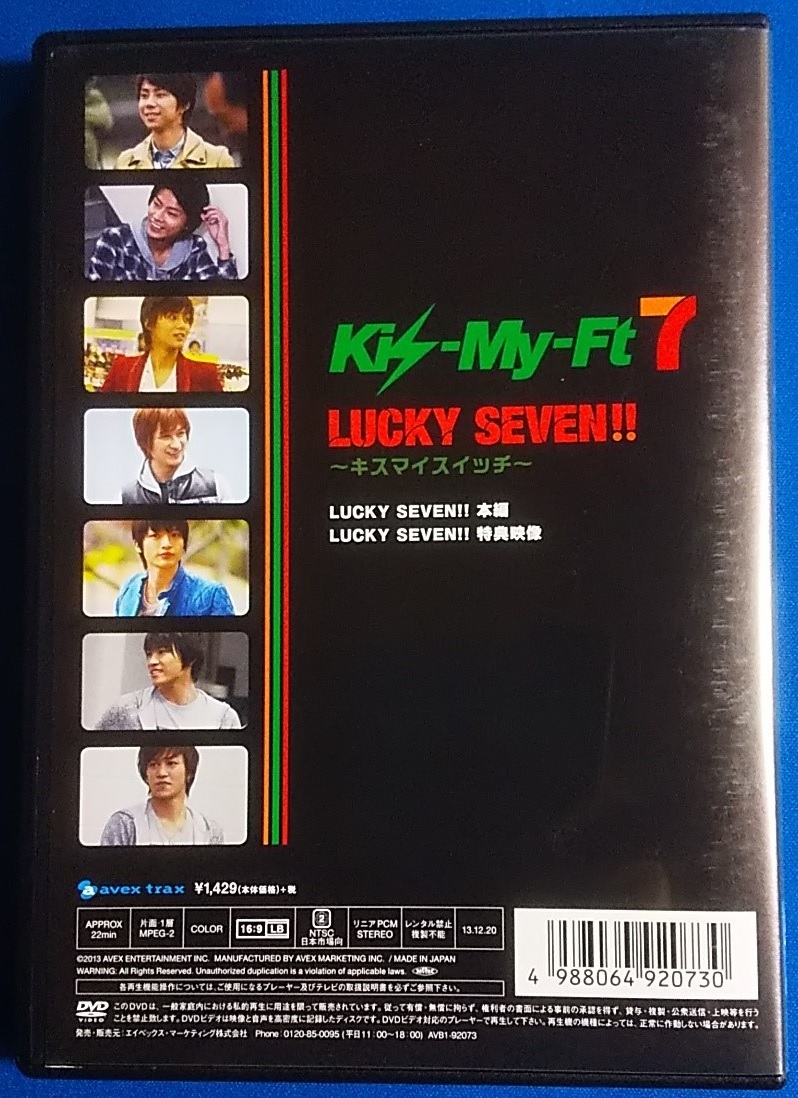 Kis-My-Ft 7
LUCKY SEVEN!!
～キスマイスイッチ～
LUCKY SEVEN!! 本編
LUCKY SEVEN!! 特典映像
avex trax ¥1,429(本体価格)+税
APPROX 22min 片面・1層 MPEG-2 COLOR 16:9 LB 2 NTSC 日本市場向 リニアPCM STEREO レンタル禁止 複製不能 13.12.20
©2013 AVEX ENTERTAINMENT INC. MANUFACTURED BY AVEX MARKETING INC. / MADE IN JAPAN
WARNING: All Rights Reserved. Unauthorized duplication is a violation of applicable laws.
各再生機能については、ご使用になるプレーヤー及びテレビの取扱説明書を必ずご参照下さい。
4 988064 920730
DVD VIDEO このDVDは、一般家庭内における私的再生に用途を限って販売されています。従って有償・無償に拘らず、権利者の書面による事前の承認を得ず、貸与・複製・公衆送信・上映等を行う
ことを禁止致します。DVDビデオは映像と音声を高密度に記録したディスクです。DVDビデオ対応のプレーヤーで再生して下さい。再生機の機種によっては、正常に作動しない場合があります。
発売・販売元：エイベックス・マーケティング株式会社 Phone：0120-85-0095 (平日11：00～18：00) AVB1-92073